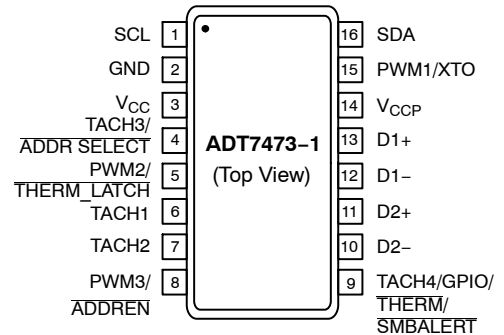 SCL 1
GND 2
VCC 3
TACH3/
ADDR SELECT 4
PWM2/
THERM_LATCH 5
TACH1 6
TACH2 7
PWM3/ 8
ADDREN
ADT7473−1
(Top View)
16 SDA
15 PWM1/XTO
14 VCCP
13 D1+
12 D1−
11 D2+
10 D2−
9 TACH4/GPIO/
THERM/
SMBALERT